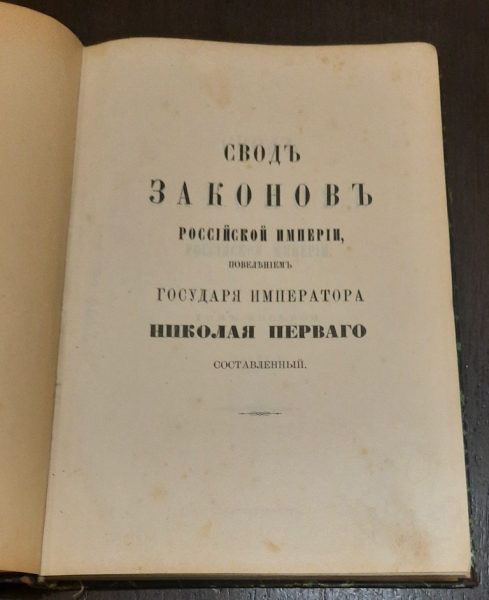 СВОДЪ
ЗАКОНОВЪ
РОССІЙСКОЙ ИМПЕРІИ,
ПОВЕЛѢНІЕМЪ
ГОСУДАРЯ ИМПЕРАТОРА
НИКОЛАЯ ПЕРВАГО
СОСТАВЛЕННЫЙ.